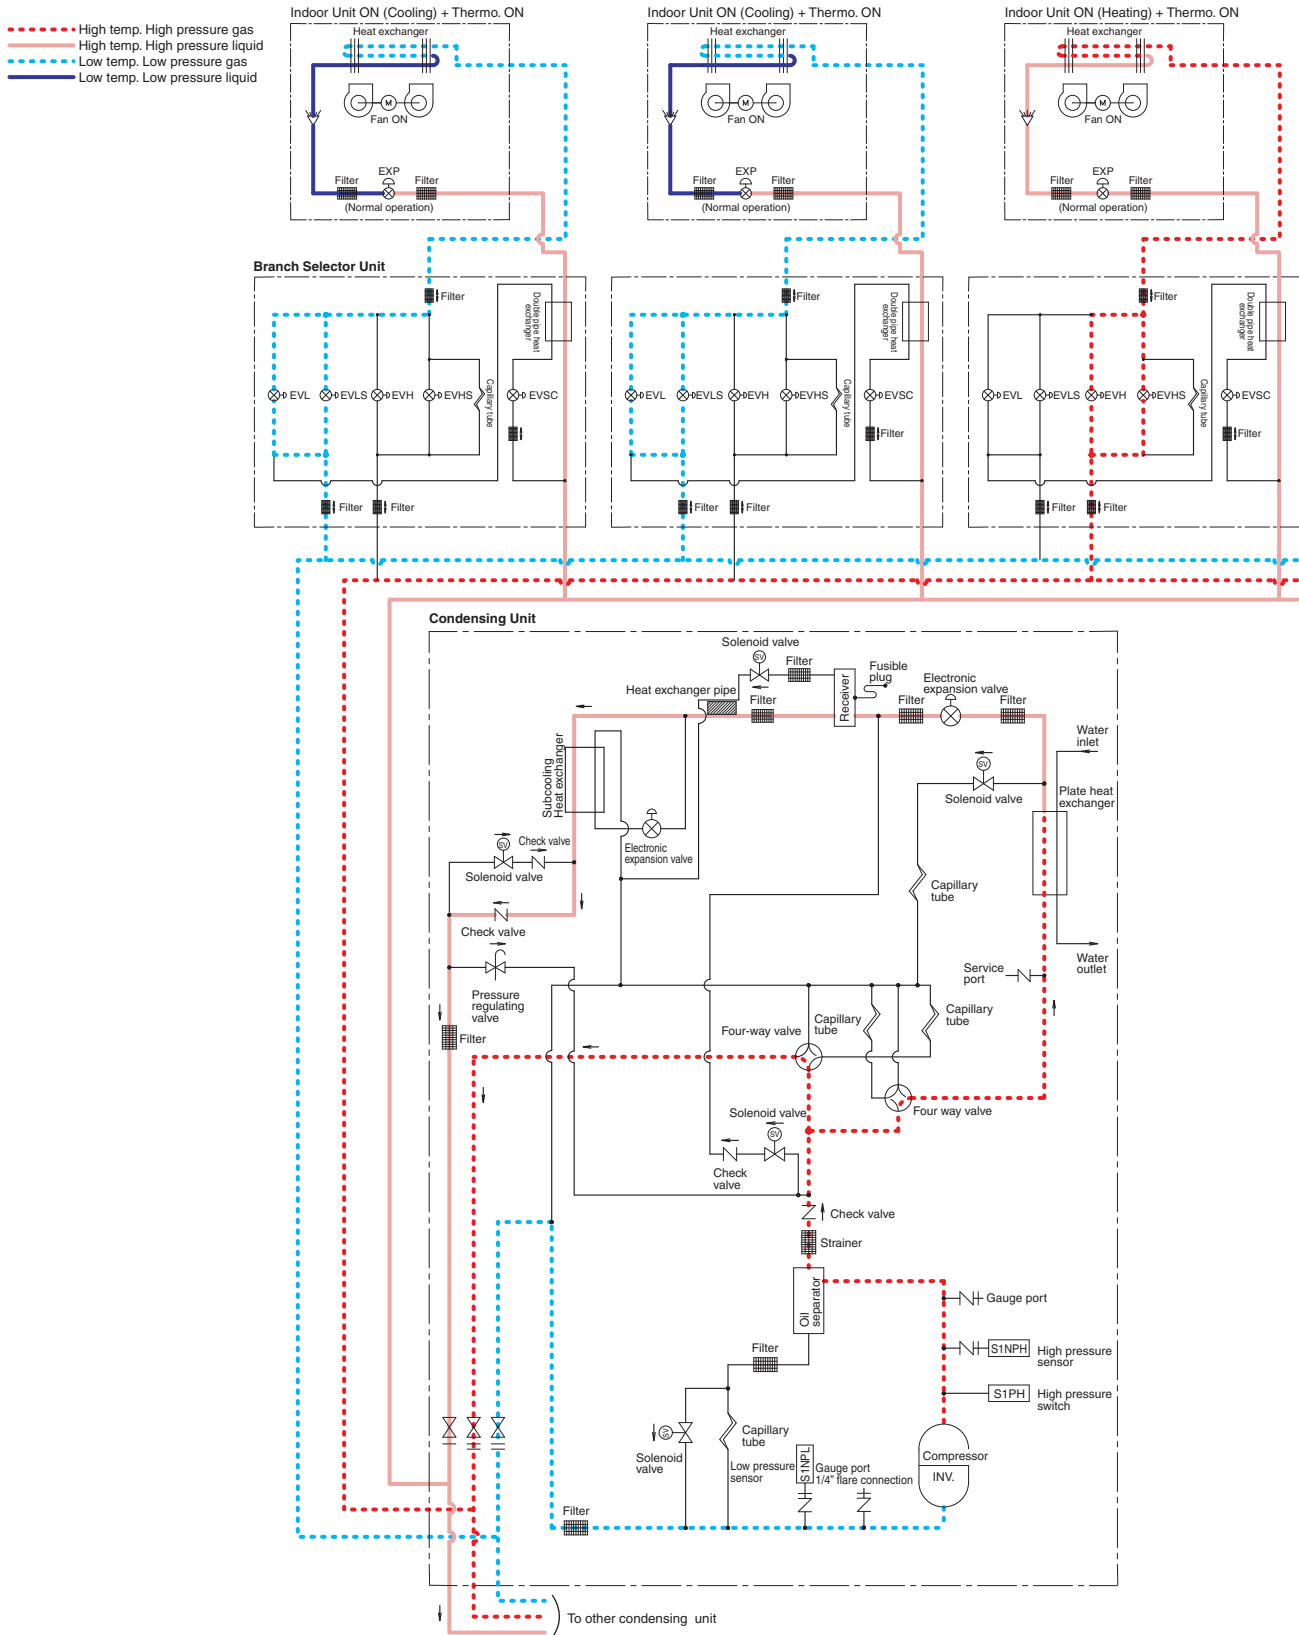 High temp. High pressure gas
High temp. High pressure liquid
Low temp. Low pressure gas
Low temp. Low pressure liquid
Indoor Unit ON (Cooling) + Thermo. ON
Heat exchanger
M
Fan ON
EXP
Filter
Filter
(Normal operation)
Indoor Unit ON (Cooling) + Thermo. ON
Heat exchanger
M
Fan ON
EXP
Filter
Filter
(Normal operation)
Indoor Unit ON (Heating) + Thermo. ON
Heat exchanger
M
Fan ON
EXP
Filter
Filter
(Normal operation)
Branch Selector Unit
Filter
Double pipe heat
exchanger
EVL
EVLS
EVH
EVHS
Capillary tube
EVSC
Filter
Filter
Filter
Double pipe heat
exchanger
EVL
EVLS
EVH
EVHS
Capillary tube
EVSC
Filter
Filter
Filter
Filter
Double pipe heat
exchanger
EVL
EVLS
EVH
EVHS
Capillary tube
EVSC
Filter
Filter
Filter
Condensing Unit
Solenoid valve
SV
Filter
Fusible
plug
Receiver
Heat exchanger pipe
Filter
Electronic
expansion valve
Filter
Filter
Water
inlet
Subcooling
Heat exchanger
SV
Solenoid valve
Plate heat
exchanger
Electronic
expansion valve
SV
Check valve
Solenoid valve
Capillary
tube
Check valve
Water
outlet
Service
port
Pressure
regulating
valve
Filter
Four-way valve
Capillary
tube
Capillary
tube
Four way valve
Solenoid valve
SV
Check
valve
Check valve
Strainer
Oil
separator
Gauge port
S1NPH
High pressure
sensor
S1PH
High pressure
switch
Filter
SV
Solenoid
valve
Capillary
tube
Low pressure
sensor
S1NPL
Gauge port
1/4" flare connection
Compressor
INV.
Filter
To other condensing unit